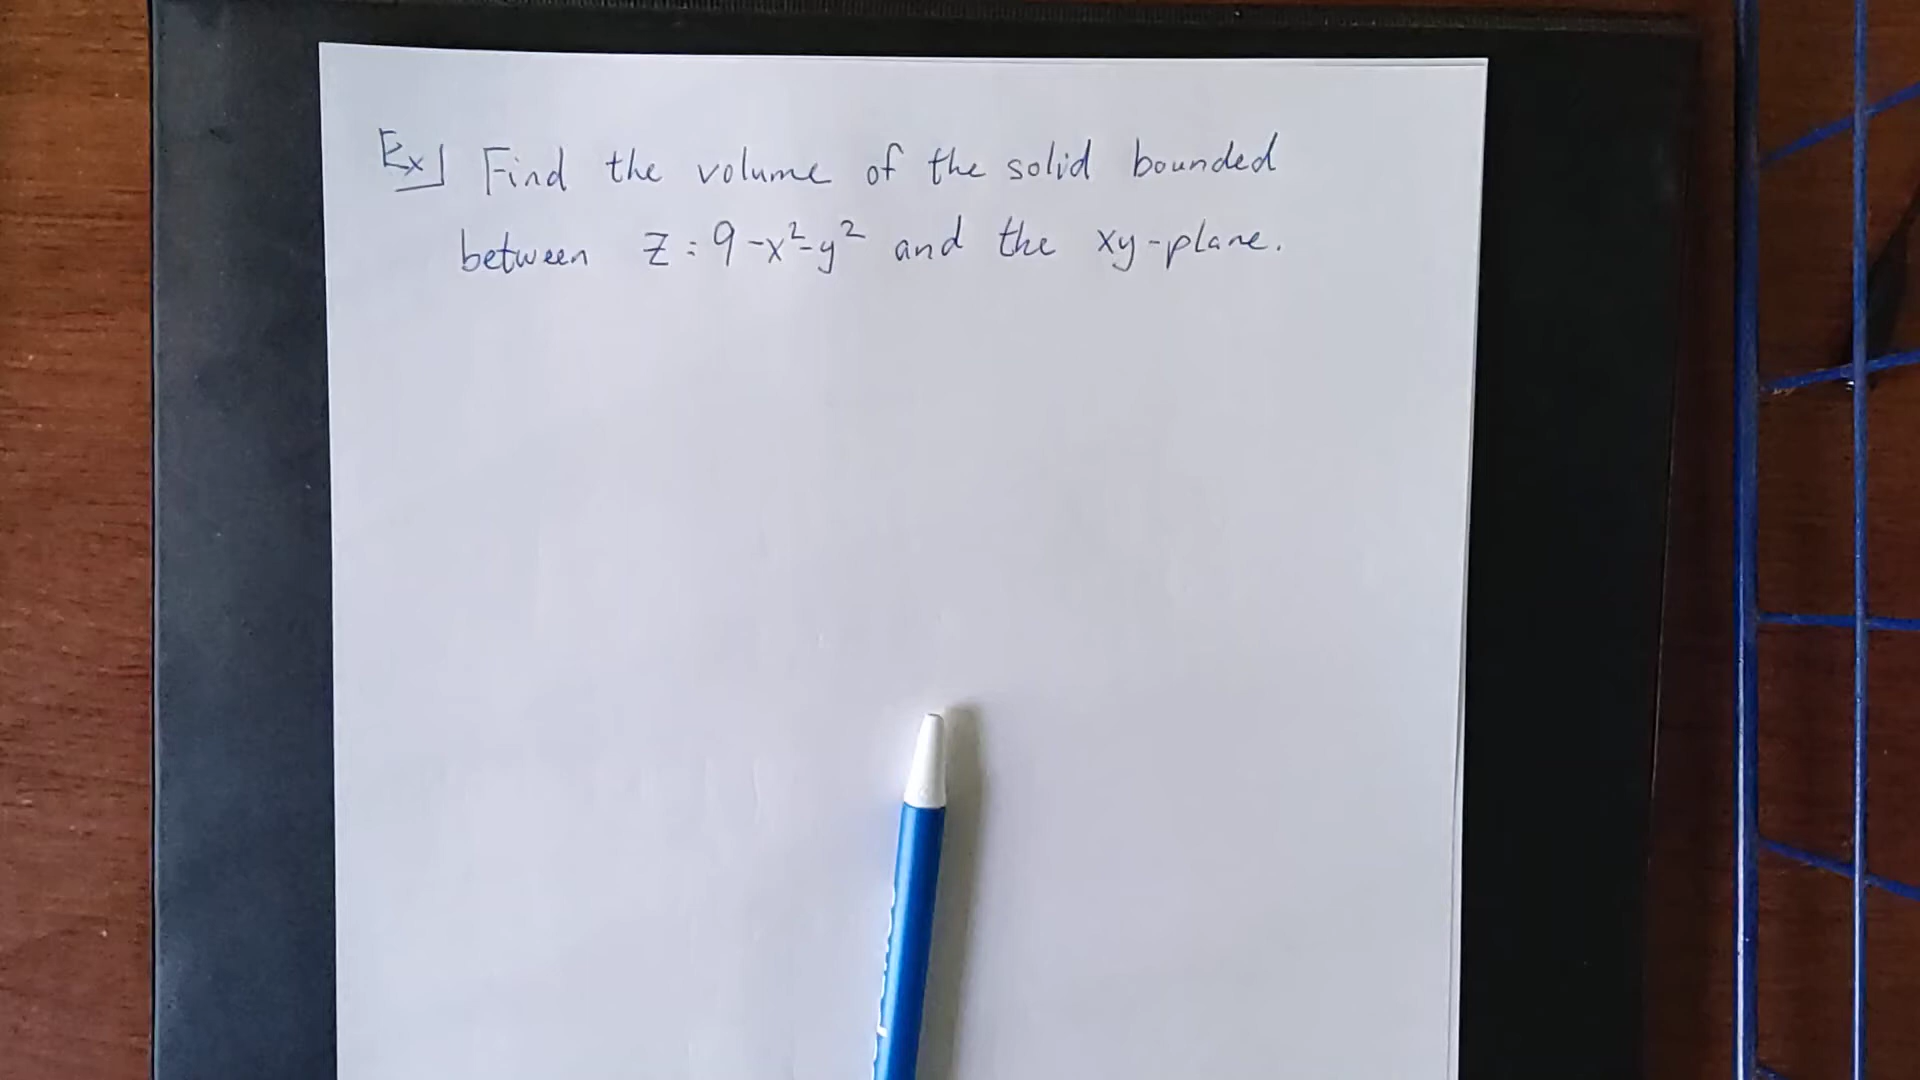 Ex] Find the volume of the solid bounded
between z = 9-x²-y² and the xy-plane.